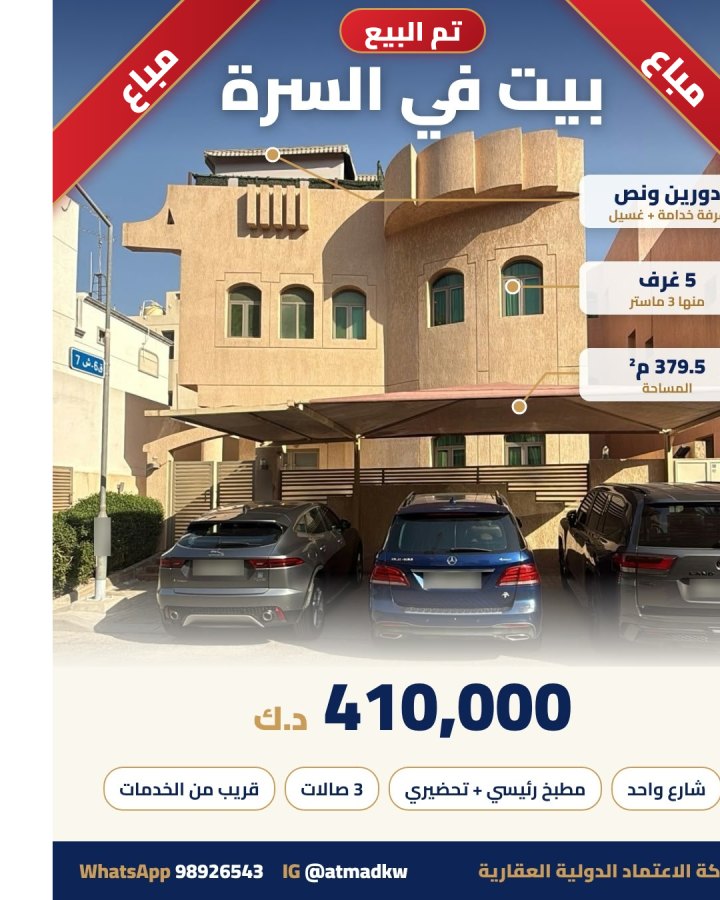 تم البيع
مباع
مباع
بيت في السرة
دورين ونص
غرفة خدامة + غسيل
5 غرف
منها 3 ماستر
379.5 م²
المساحة
ق6، ش 7
410,000 د.ك
شارع واحد
مطبخ رئيسي + تحضيري
3 صالات
قريب من الخدمات
الاعتماد الدولية العقارية
IG @atmadkw
WhatsApp 98926543